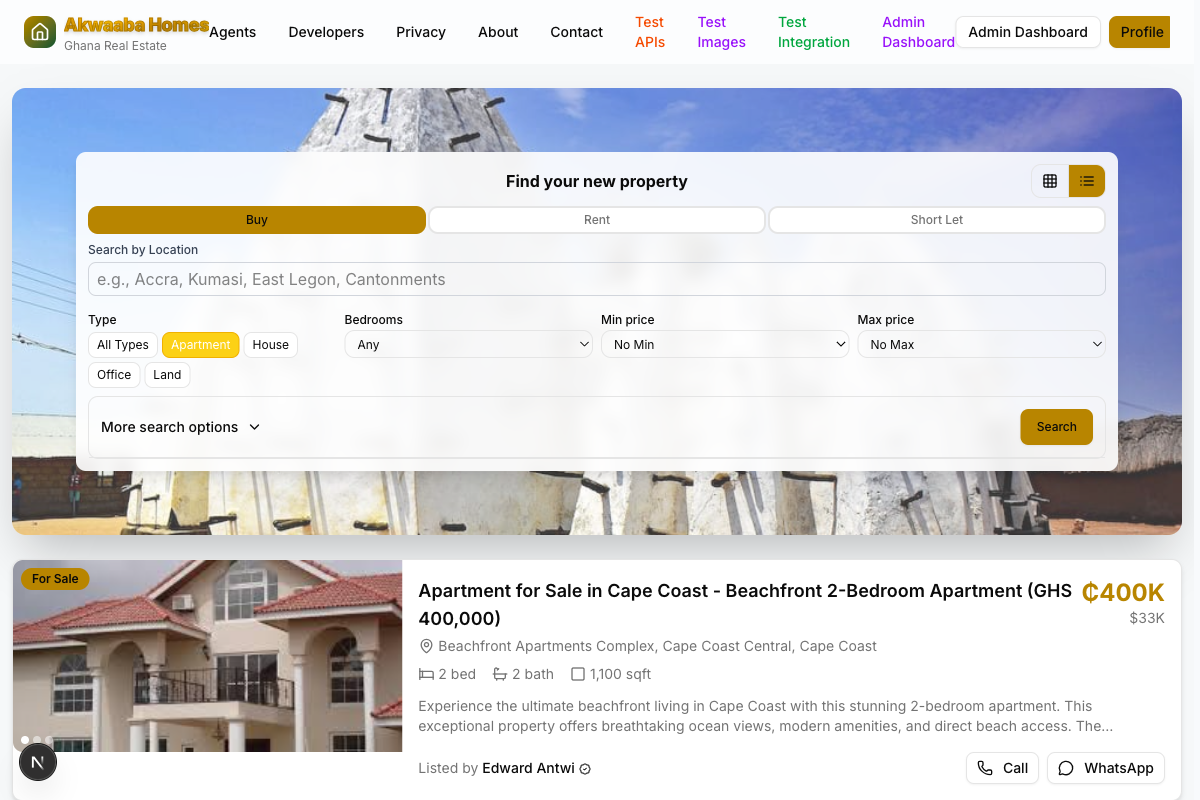 Akwaaba Homes
Ghana Real Estate
Agents
Developers
Privacy
About
Contact
Test
APIs
Test
Images
Test
Integration
Admin
Dashboard
Admin Dashboard
Profile
Find your new property
Buy
Rent
Short Let
Search by Location
e.g., Accra, Kumasi, East Legon, Cantonments
Type
All Types
Apartment
House
Office
Land
Bedrooms
Any
Min price
No Min
Max price
No Max
More search options
Search
For Sale
Apartment for Sale in Cape Coast - Beachfront 2-Bedroom Apartment (GHS
400,000)
₵400K
$33K
Beachfront Apartments Complex, Cape Coast Central, Cape Coast
2 bed
2 bath
1,100 sqft
Experience the ultimate beachfront living in Cape Coast with this stunning 2-bedroom apartment. This
exceptional property offers breathtaking ocean views, modern amenities, and direct beach access. The...
Listed by Edward Antwi
Call
WhatsApp
N